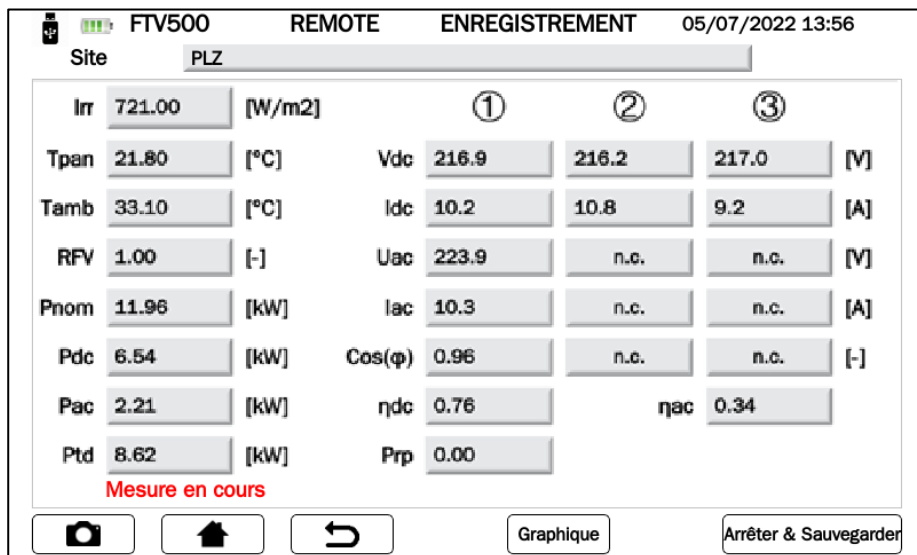 FTV500 REMOTE ENREGISTREMENT 05/07/2022 13:56
Site PLZ
Irr 721.00 [W/m2] ① ② ③
Tpan 21.80 [°C] Vdc 216.9 216.2 217.0 [V]
Tamb 33.10 [°C] Idc 10.2 10.8 9.2 [A]
RFV 1.00 [-] Uac 223.9 n.c. n.c. [V]
Pnom 11.96 [kW] Iac 10.3 n.c. n.c. [A]
Pdc 6.54 [kW] Cos(φ) 0.96 n.c. n.c. [-]
Pac 2.21 [kW] ηdc 0.76 ηac 0.34
Ptd 8.62 [kW] Prp 0.00
Mesure en cours
Graphique Arrêter & Sauvegarder